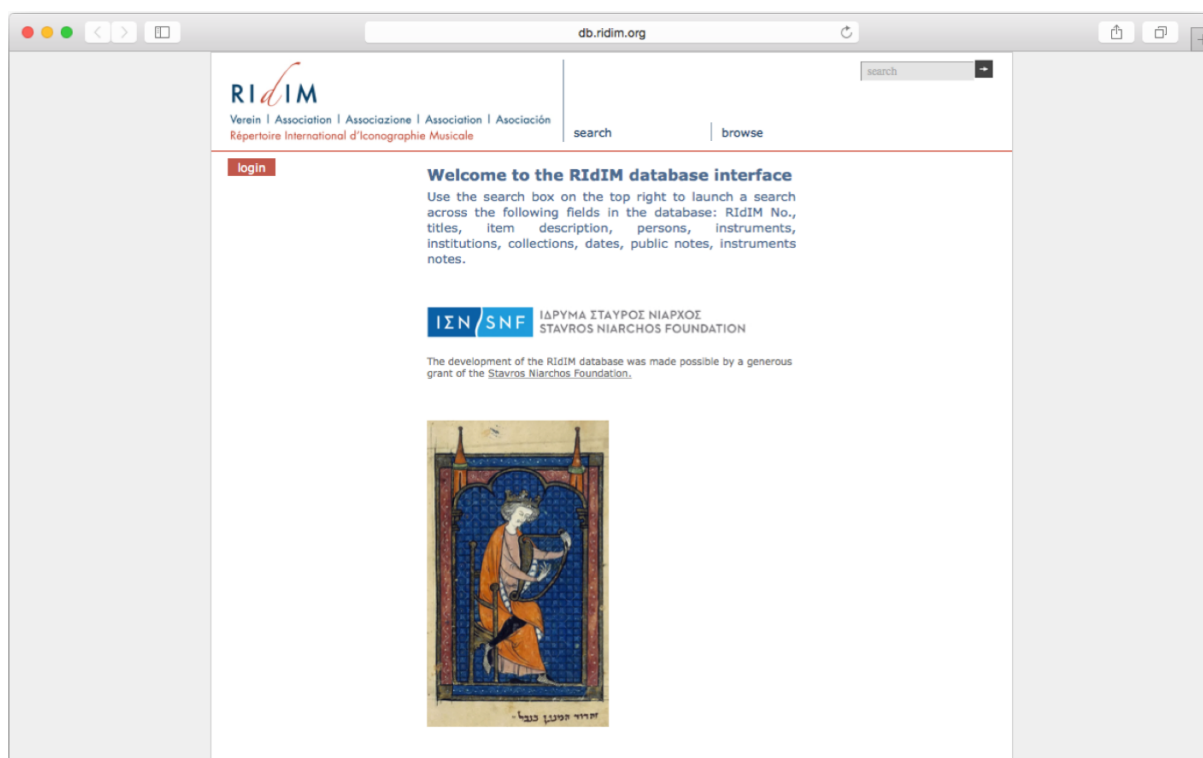 db.ridim.org
search
RIdIM
Verein | Association | Associazione | Association | Asociación
Répertoire International d'Iconographie Musicale
search
browse
login
Welcome to the RIdIM database interface
Use the search box on the top right to launch a search
across the following fields in the database: RIdIM No.,
titles, item description, persons, instruments,
institutions, collections, dates, public notes, instruments
notes.
ΙΣΝ/SNF
ΙΔΡΥΜΑ ΣΤΑΥΡΟΣ ΝΙΑΡΧΟΣ
STAVROS NIARCHOS FOUNDATION
The development of the RIdIM database was made possible by a generous
grant of the Stavros Niarchos Foundation.
המנגן בנבל